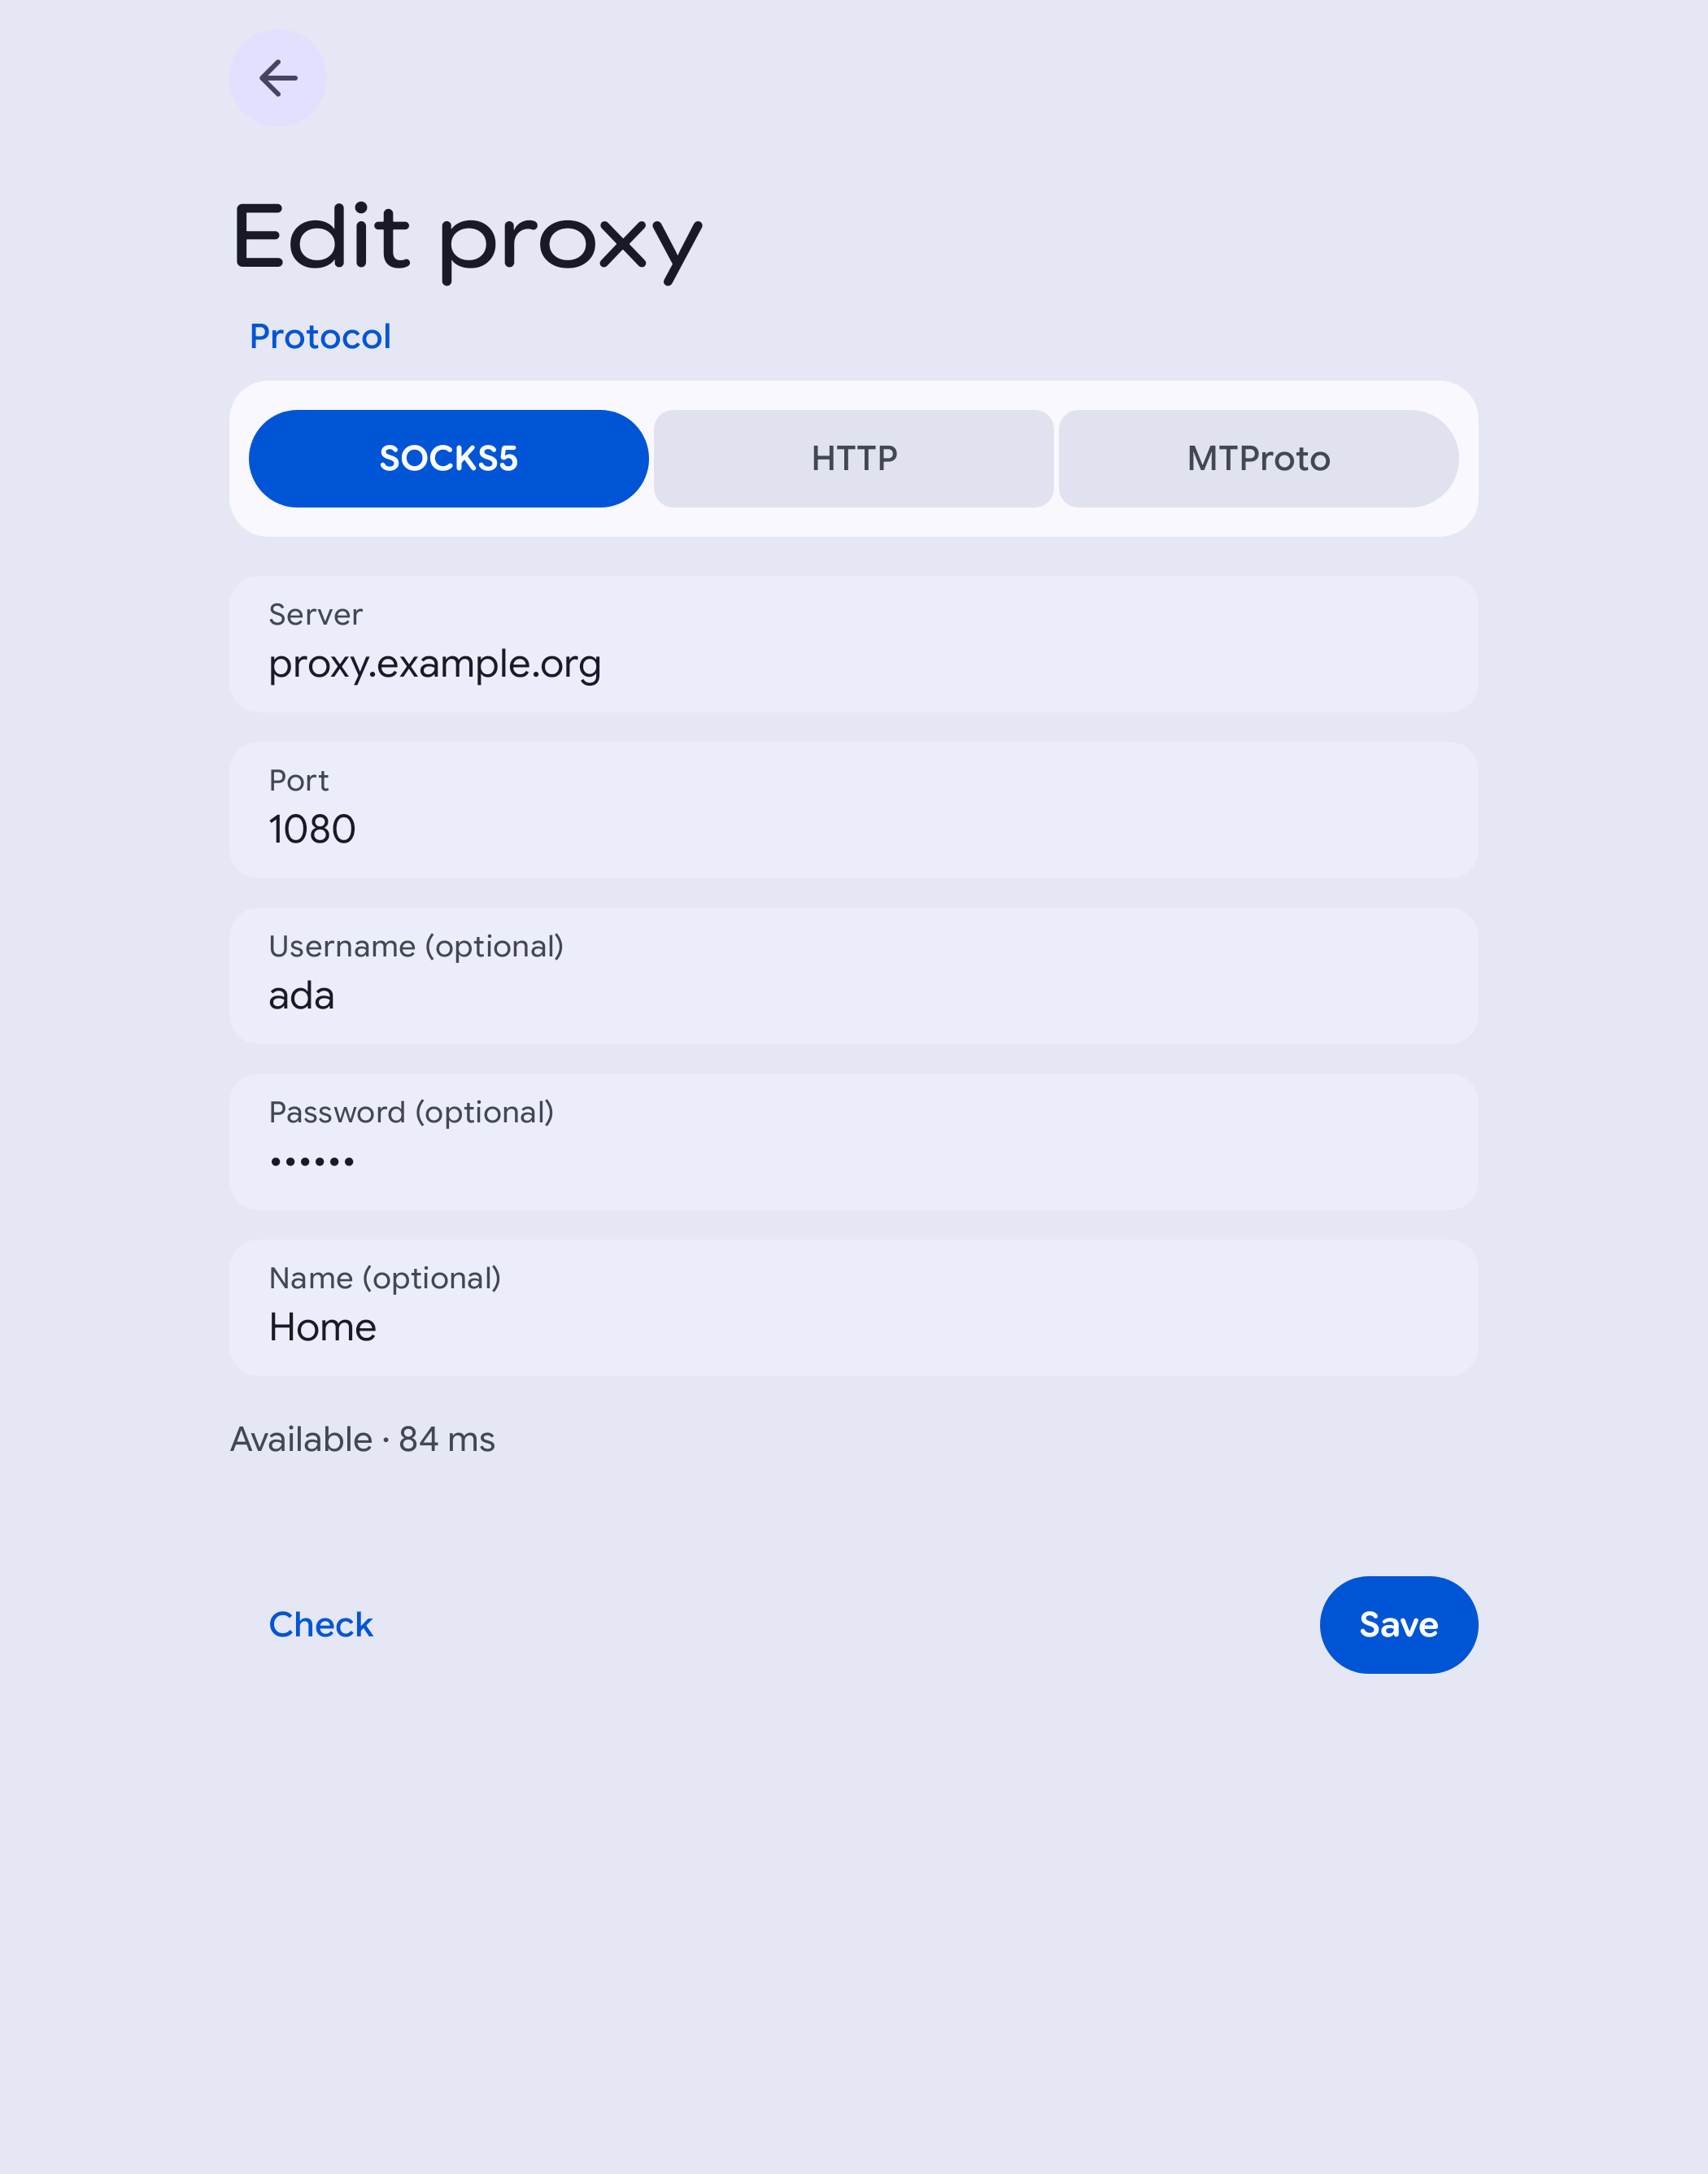 Edit proxy
Protocol
SOCKS5 HTTP MTProto
Server
proxy.example.org
Port
1080
Username (optional)
ada
Password (optional)
••••••
Name (optional)
Home
Available · 84 ms
Check Save